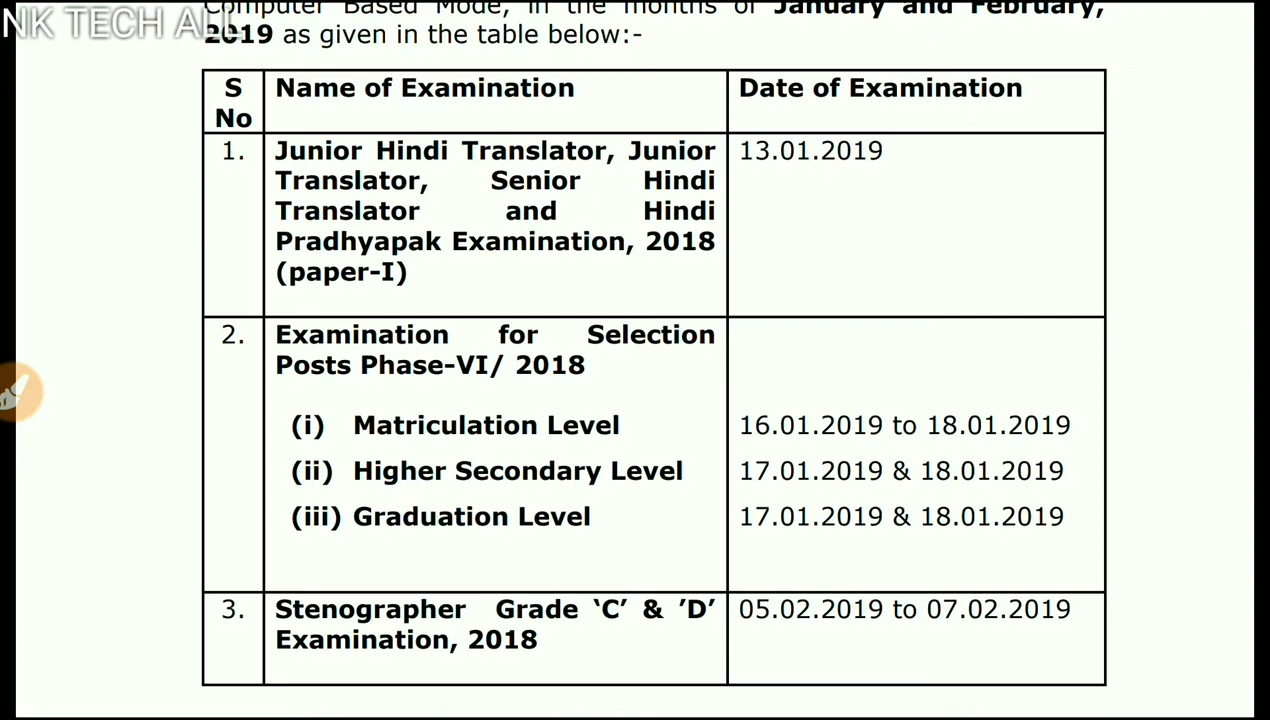 Computer Based Mode, in the months of January and February,
NK TECH ALL
2019 as given in the table below:-
S No Name of Examination Date of Examination
1. Junior Hindi Translator, Junior 13.01.2019
Translator, Senior Hindi
Translator and Hindi
Pradhyapak Examination, 2018
(paper-I)
2. Examination for Selection
Posts Phase-VI/ 2018
(i) Matriculation Level 16.01.2019 to 18.01.2019
(ii) Higher Secondary Level 17.01.2019 & 18.01.2019
(iii) Graduation Level 17.01.2019 & 18.01.2019
3. Stenographer Grade ‘C’ & ’D’ 05.02.2019 to 07.02.2019
Examination, 2018